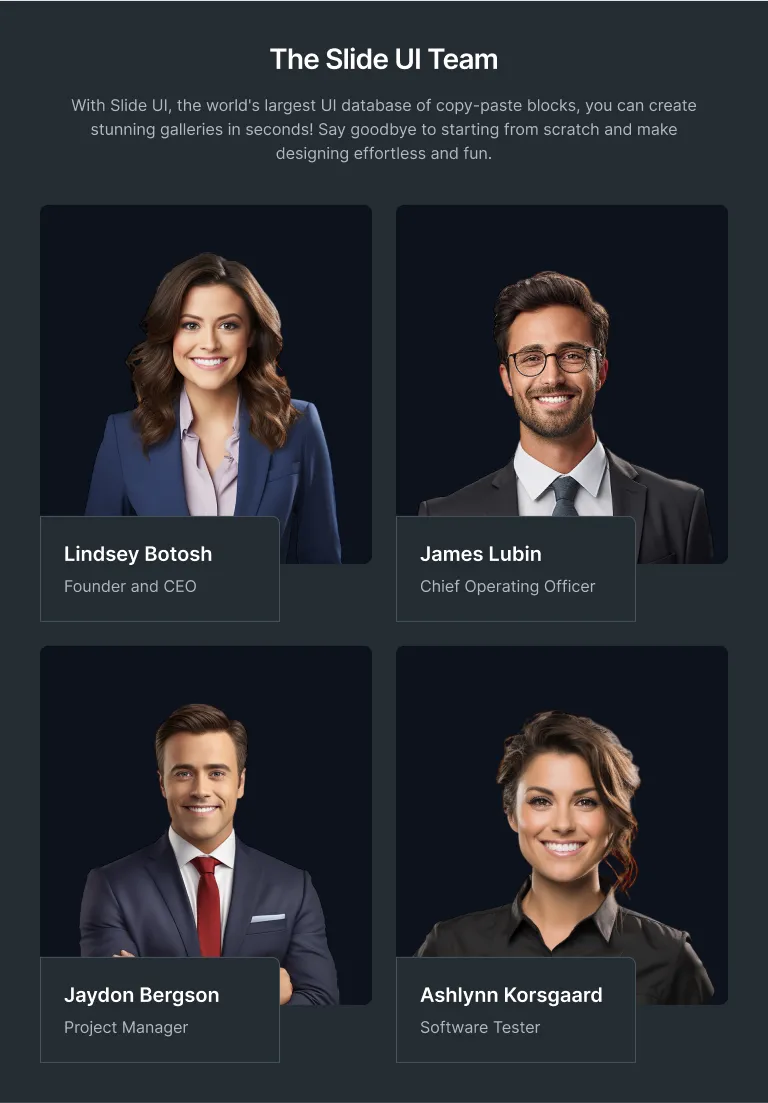 The Slide UI Team
With Slide UI, the world's largest UI database of copy-paste blocks, you can create
stunning galleries in seconds! Say goodbye to starting from scratch and make
designing effortless and fun.
Lindsey Botosh
Founder and CEO
James Lubin
Chief Operating Officer
Jaydon Bergson
Project Manager
Ashlynn Korsgaard
Software Tester